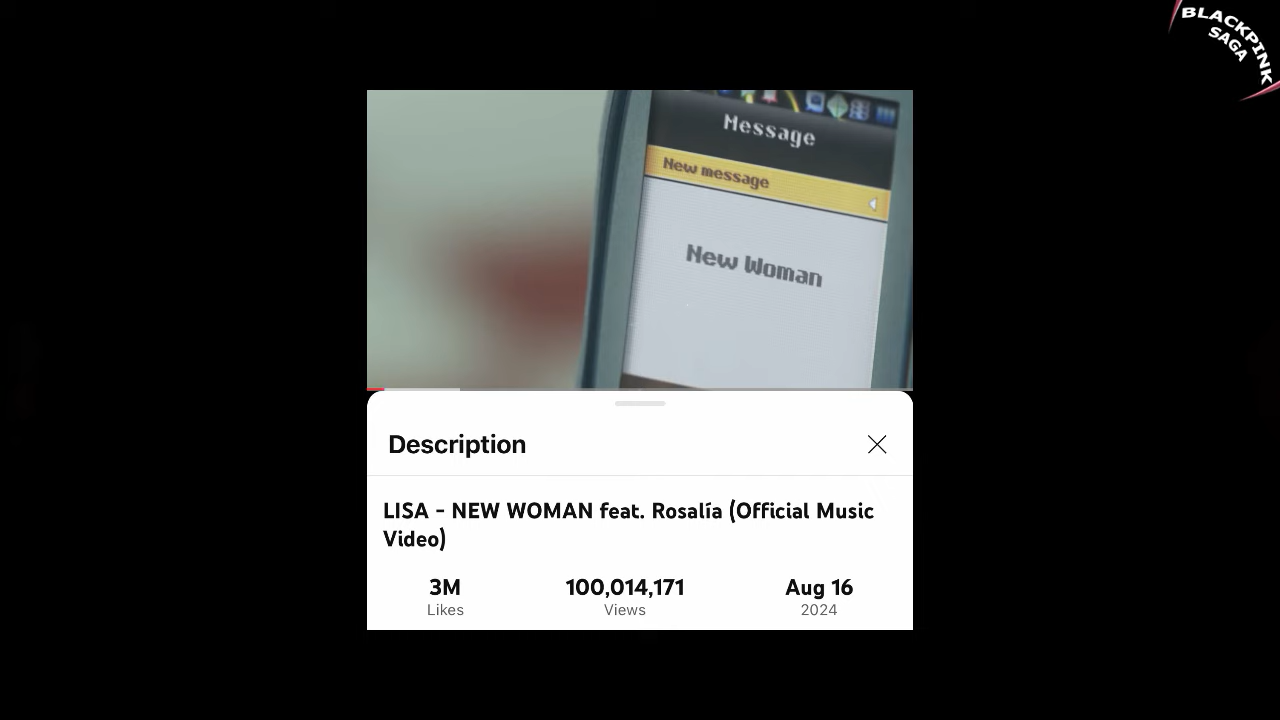 BLACKPINK
SAGA
Message
New message
New Woman
Description
LISA - NEW WOMAN feat. Rosalía (Official Music
Video)
3M 100,014,171 Aug 16
Likes Views 2024